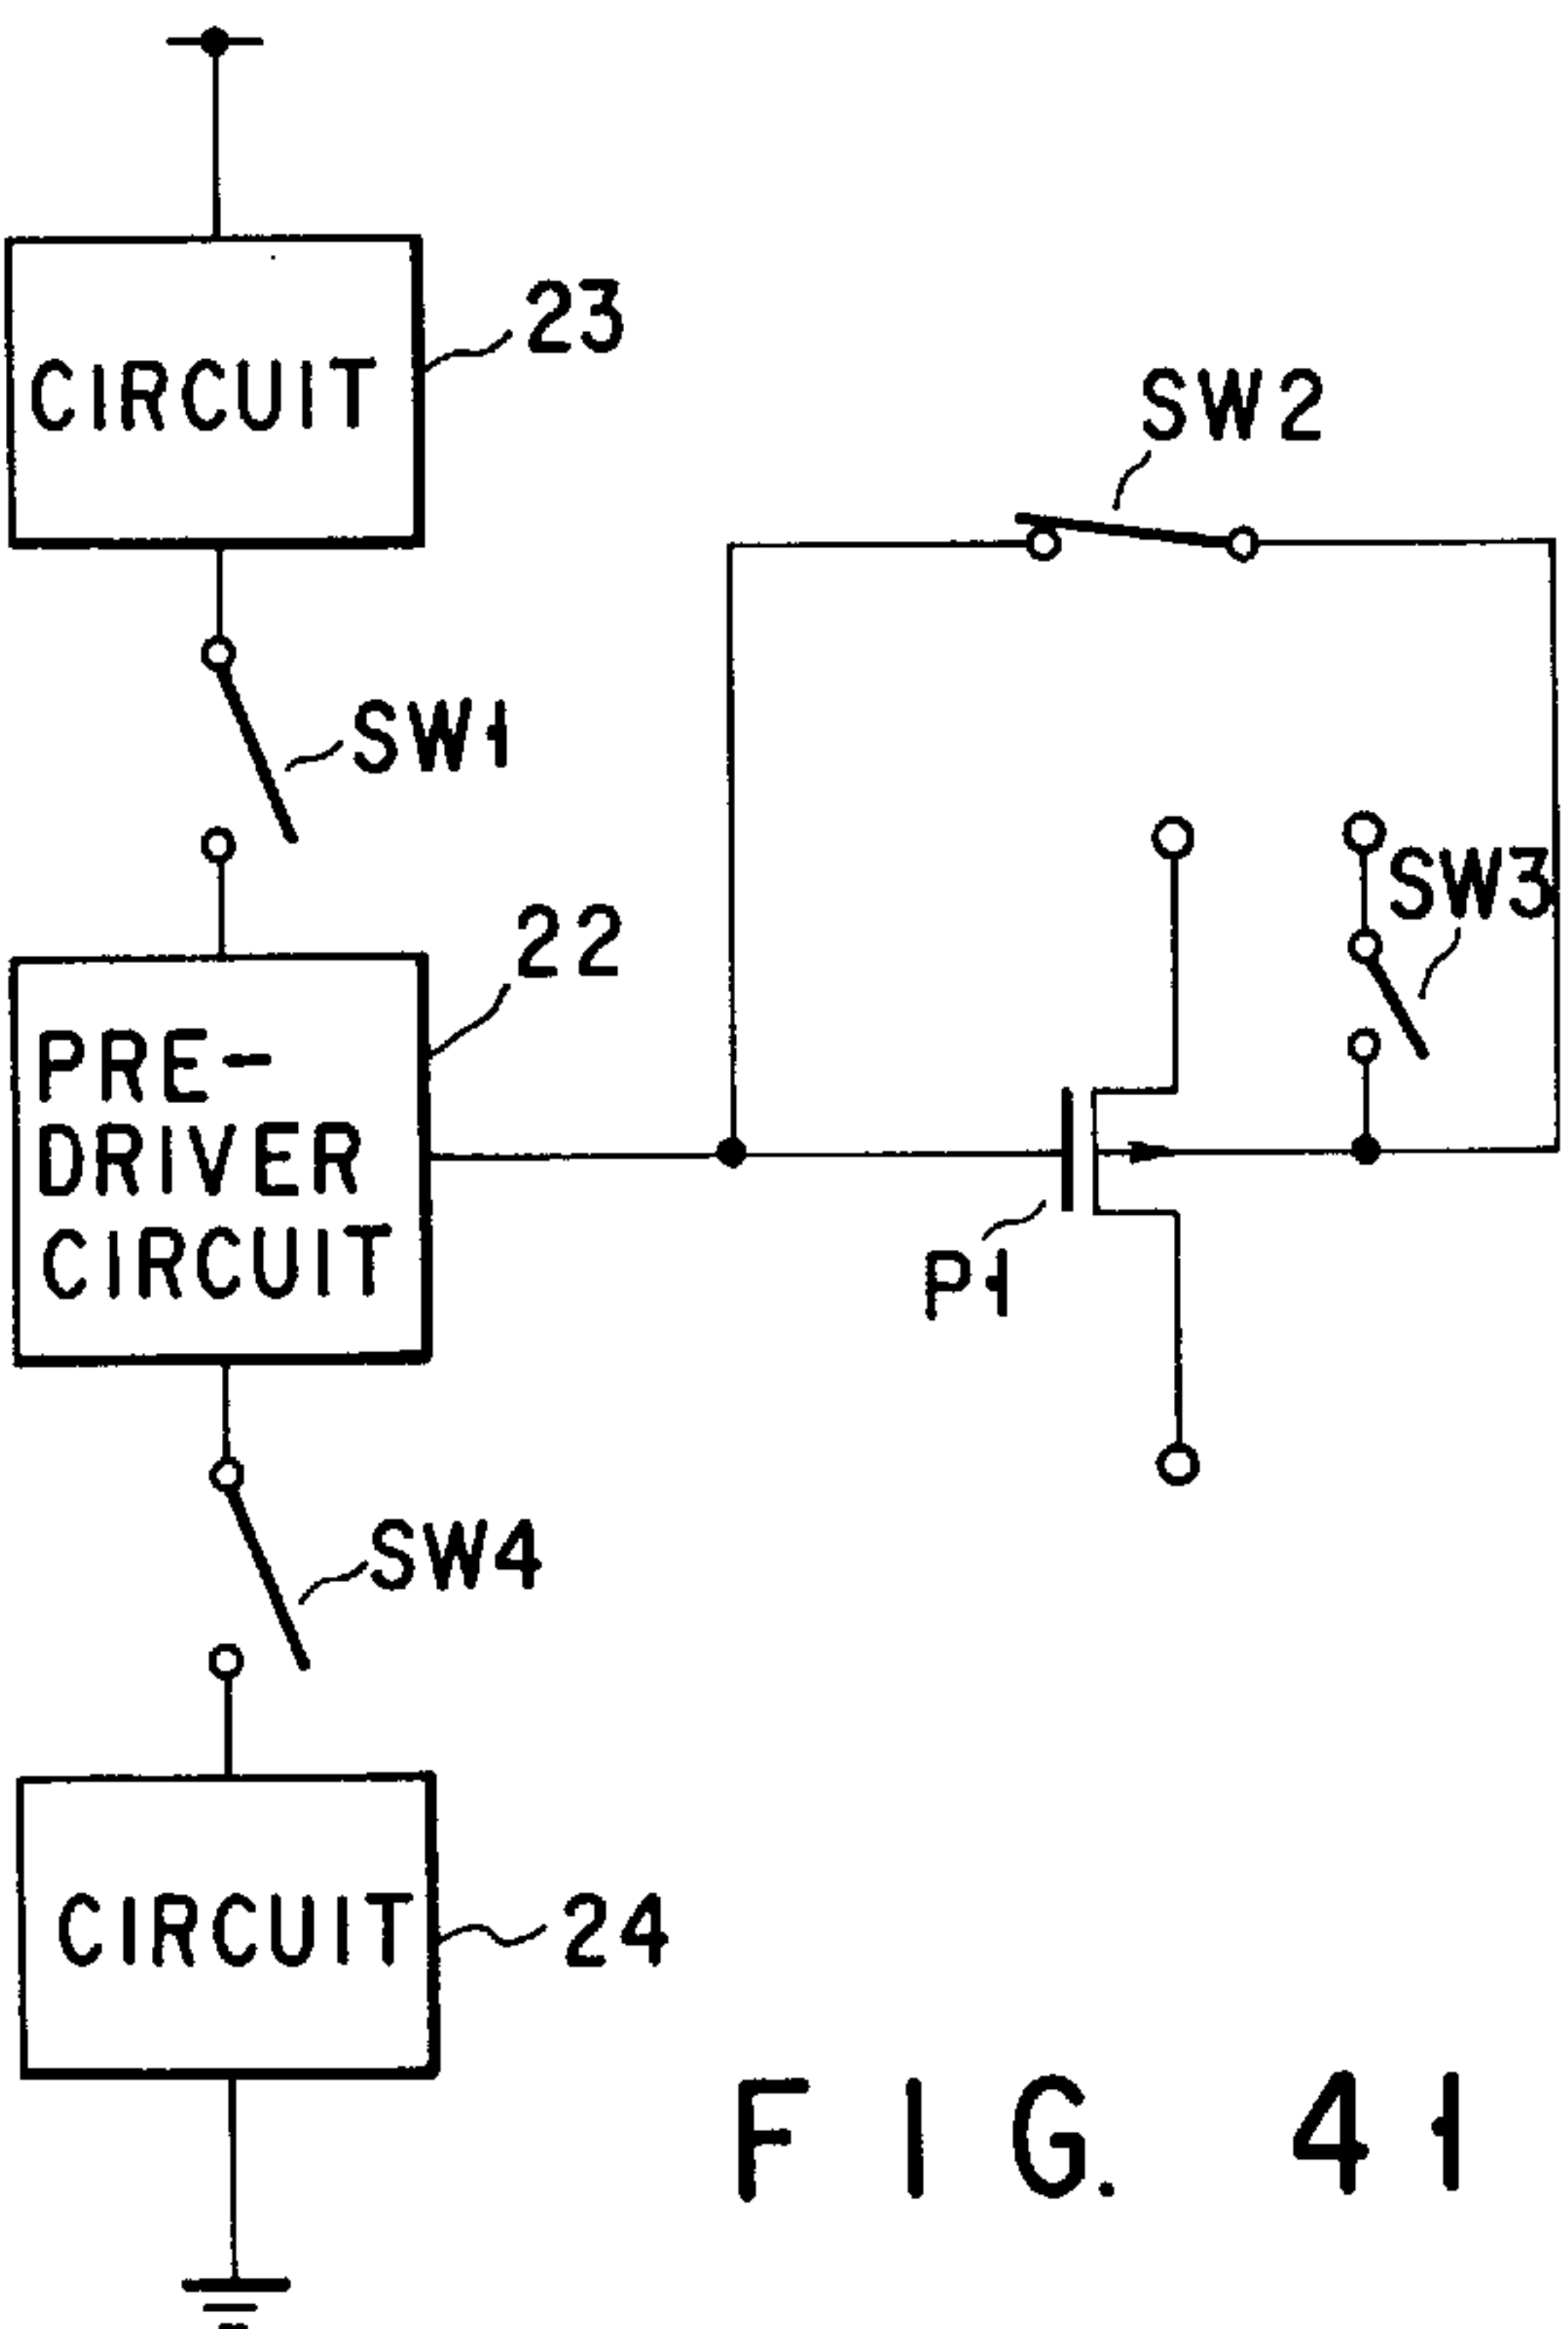 CIRCUIT
23
SW2
SW1
SW3
22
PRE-
DRIVER
CIRCUIT
P1
SW4
CIRCUIT
24
FIG. 41